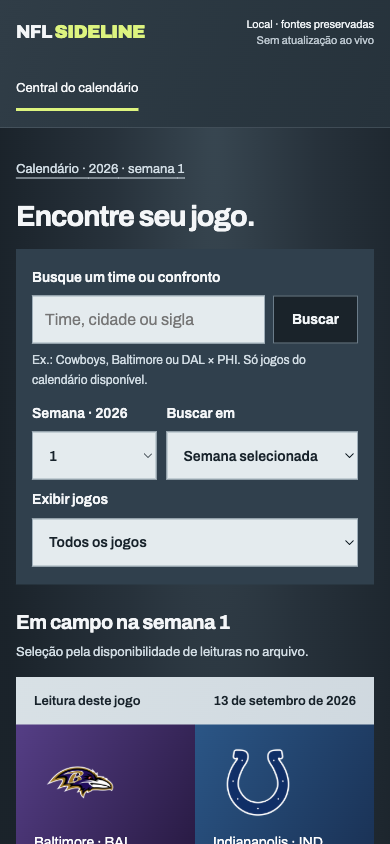 NFL SIDELINE
Local · fontes preservadas
Sem atualização ao vivo
Central do calendário
Calendário · 2026 · semana 1
Encontre seu jogo.
Busque um time ou confronto
Time, cidade ou sigla
Buscar
Ex.: Cowboys, Baltimore ou DAL × PHI. Só jogos do
calendário disponível.
Semana · 2026
Buscar em
1
Semana selecionada
Exibir jogos
Todos os jogos
Em campo na semana 1
Seleção pela disponibilidade de leituras no arquivo.
Leitura deste jogo
13 de setembro de 2026
Baltimore · BAL
Indianapolis · IND